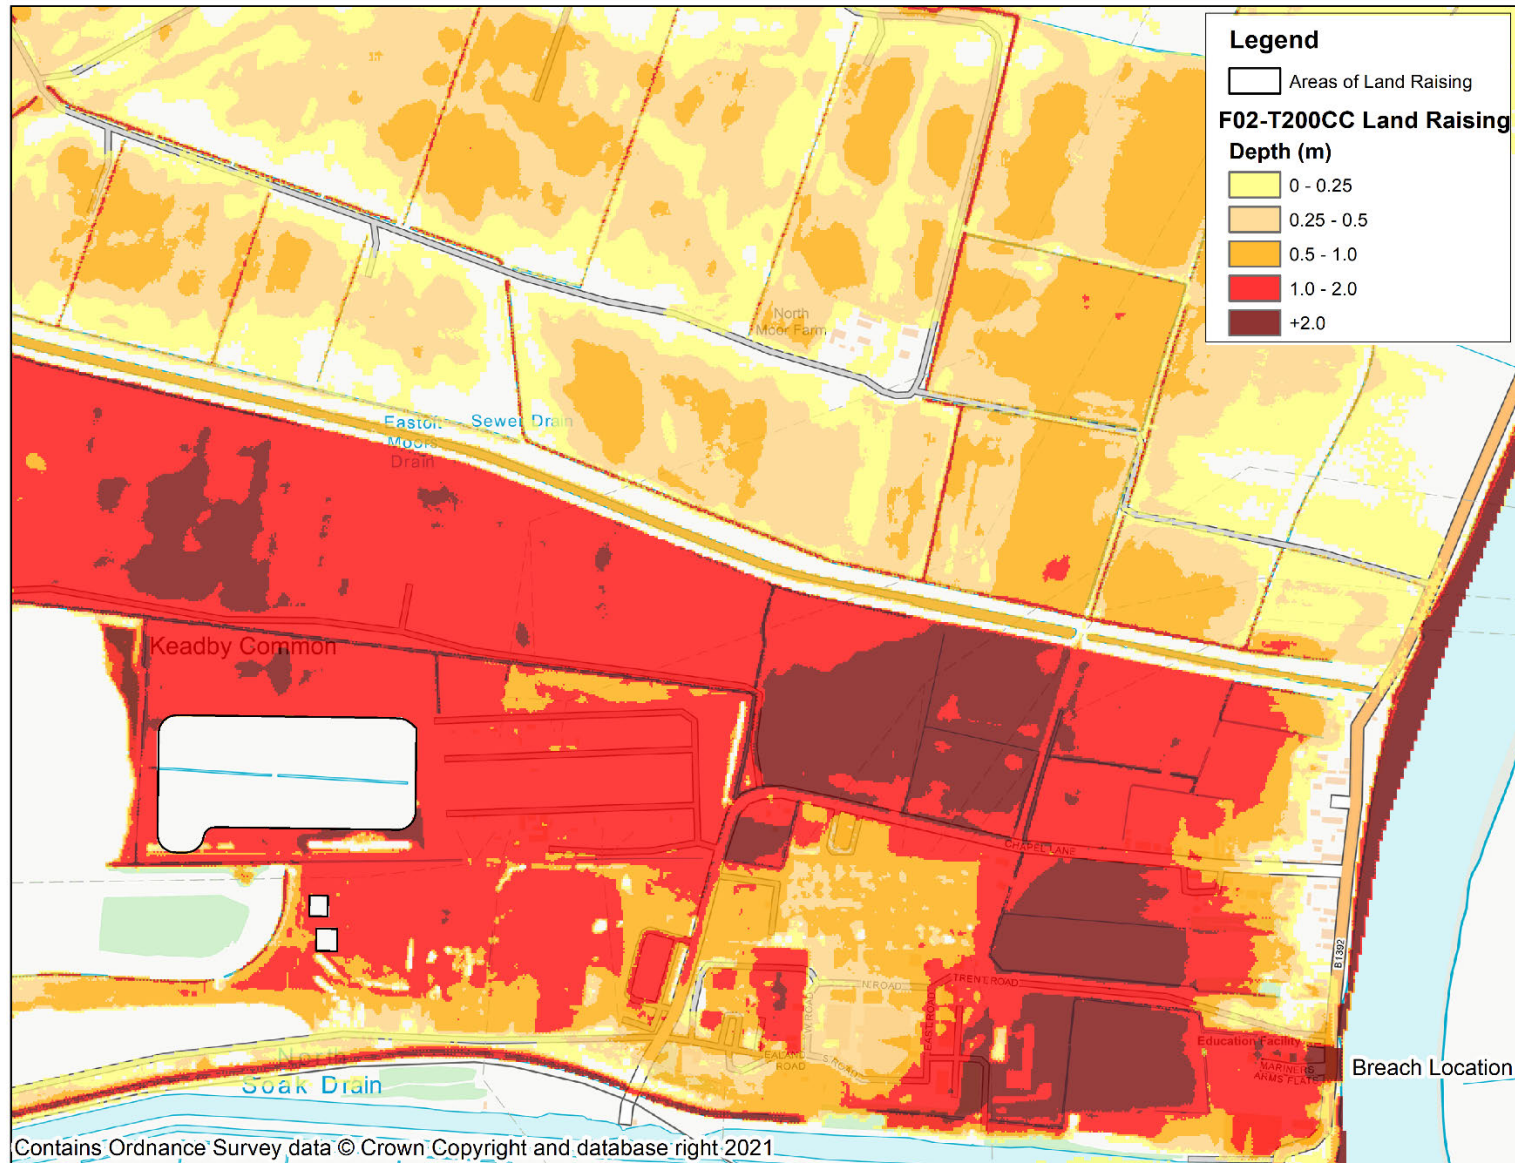 Legend
Areas of Land Raising
F02-T200CC Land Raising
Depth (m)
0 - 0.25
0.25 - 0.5
0.5 - 1.0
1.0 - 2.0
+2.0
North
Moor Farm
Sewer Drain
Moors
Drain
Keadby Common
CHAPEL LANE
B1392
TRENT ROAD
N ROAD
W ROAD
EAST ROAD
S ROAD
EALAND
ROAD
Education Facility
MARINERS
ARMS FLATS
Breach Location
North
Soak Drain
Contains Ordnance Survey data © Crown Copyright and database right 2021